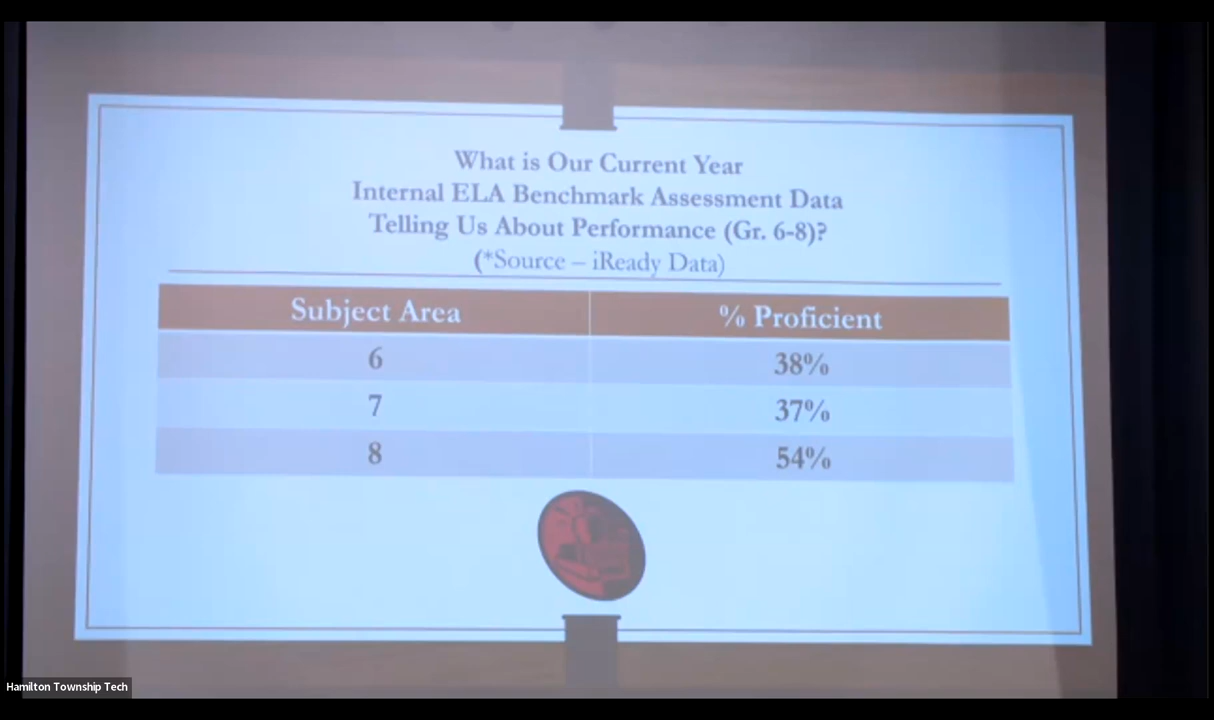 What is Our Current Year
Internal ELA Benchmark Assessment Data
Telling Us About Performance (Gr. 6-8)?
(*Source – iReady Data)
Subject Area % Proficient
6 38%
7 37%
8 54%
Hamilton Township Tech